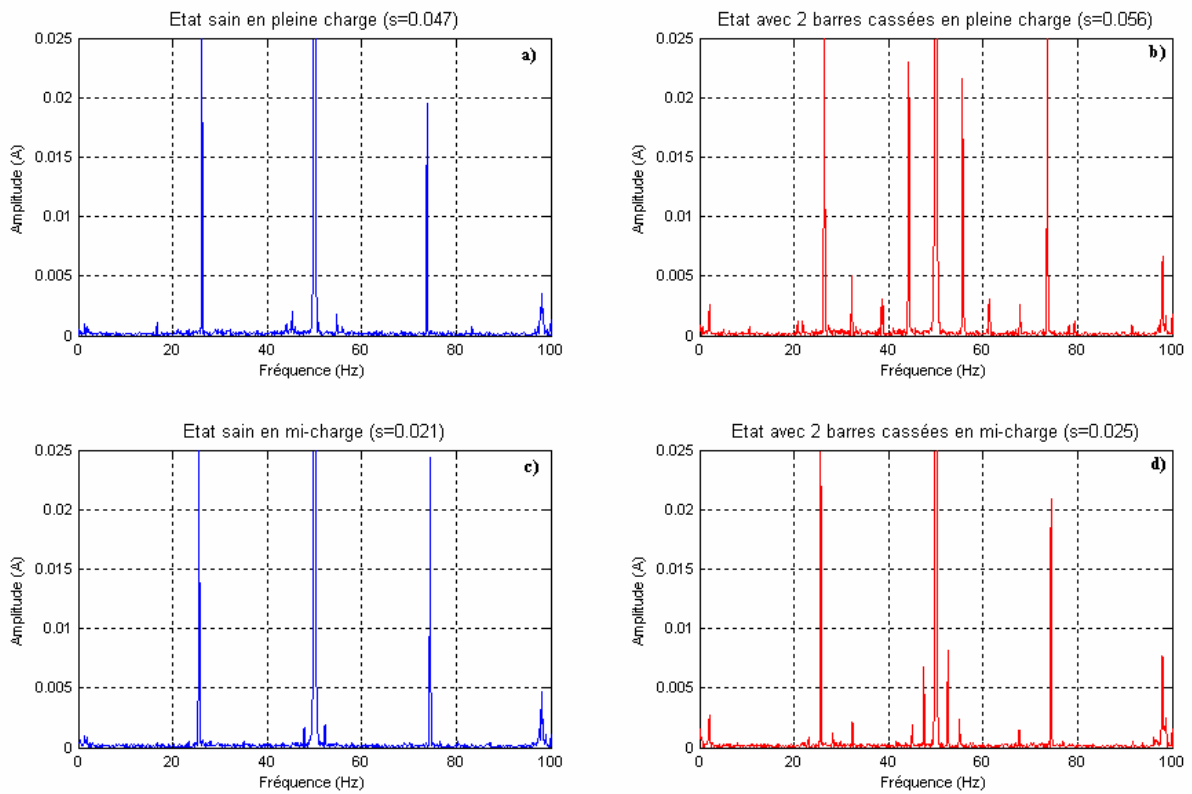 Etat sain en pleine charge (s=0.047)
a)
Amplitude (A)
0.025
0.02
0.015
0.01
0.005
0
0 20 40 60 80 100
Fréquence (Hz)
Etat avec 2 barres cassées en pleine charge (s=0.056)
b)
Amplitude (A)
0.025
0.02
0.015
0.01
0.005
0
0 20 40 60 80 100
Fréquence (Hz)
Etat sain en mi-charge (s=0.021)
c)
Amplitude (A)
0.025
0.02
0.015
0.01
0.005
0
0 20 40 60 80 100
Fréquence (Hz)
Etat avec 2 barres cassées en mi-charge (s=0.025)
d)
Amplitude (A)
0.025
0.02
0.015
0.01
0.005
0
0 20 40 60 80 100
Fréquence (Hz)